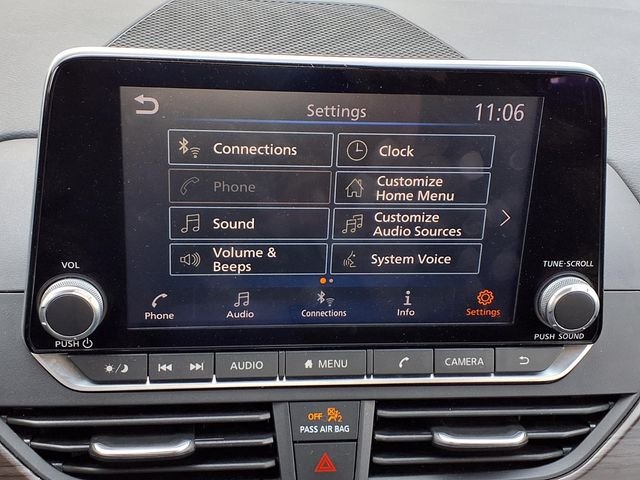 Settings 11:06
Connections Clock
Phone Customize
Home Menu
Sound Customize
Audio Sources
Volume &
Beeps System Voice
Phone Audio Connections Info Settings
VOL
PUSH
TUNE·SCROLL
PUSH SOUND
AUDIO MENU CAMERA
OFF 2
PASS AIR BAG